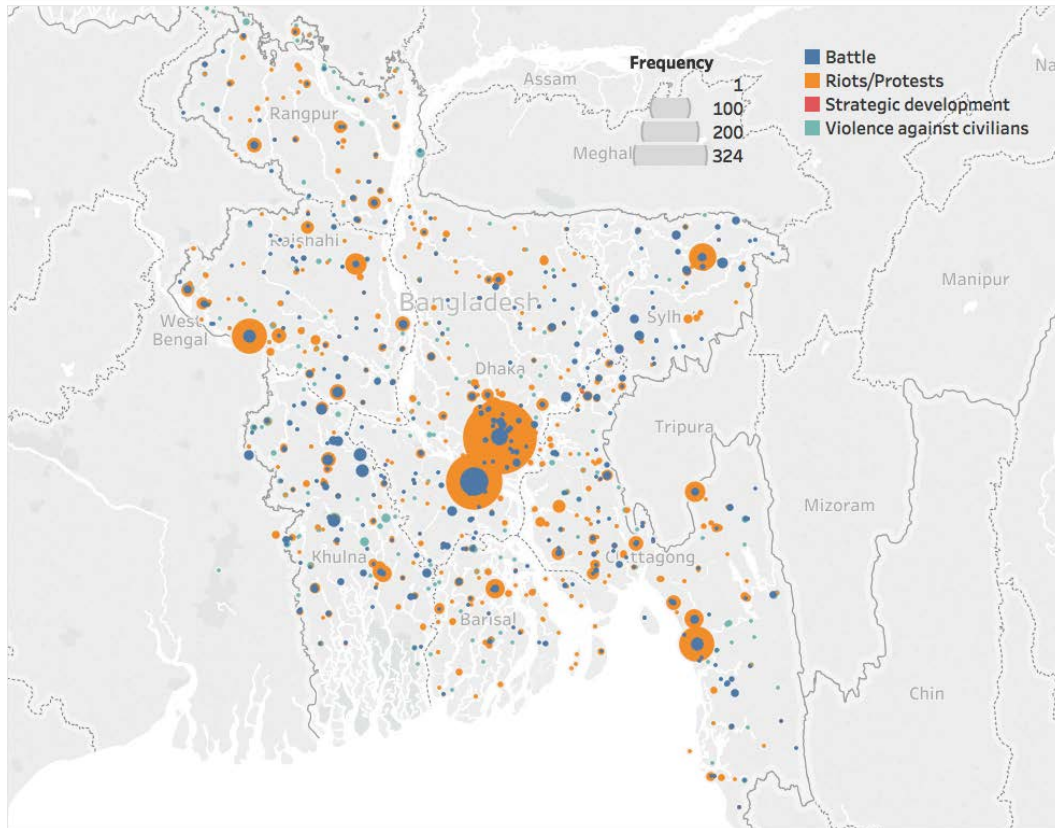 Frequency
1
100
200
324
Battle
Riots/Protests
Strategic development
Violence against civilians
Assam
Rangpur
Meghal
Rajshahi
Bangladesh
Manipur
West
Bengal
Sylh
Dhaka
Tripura
Mizoram
Khulna
Chittagong
Barisal
Chin
Na